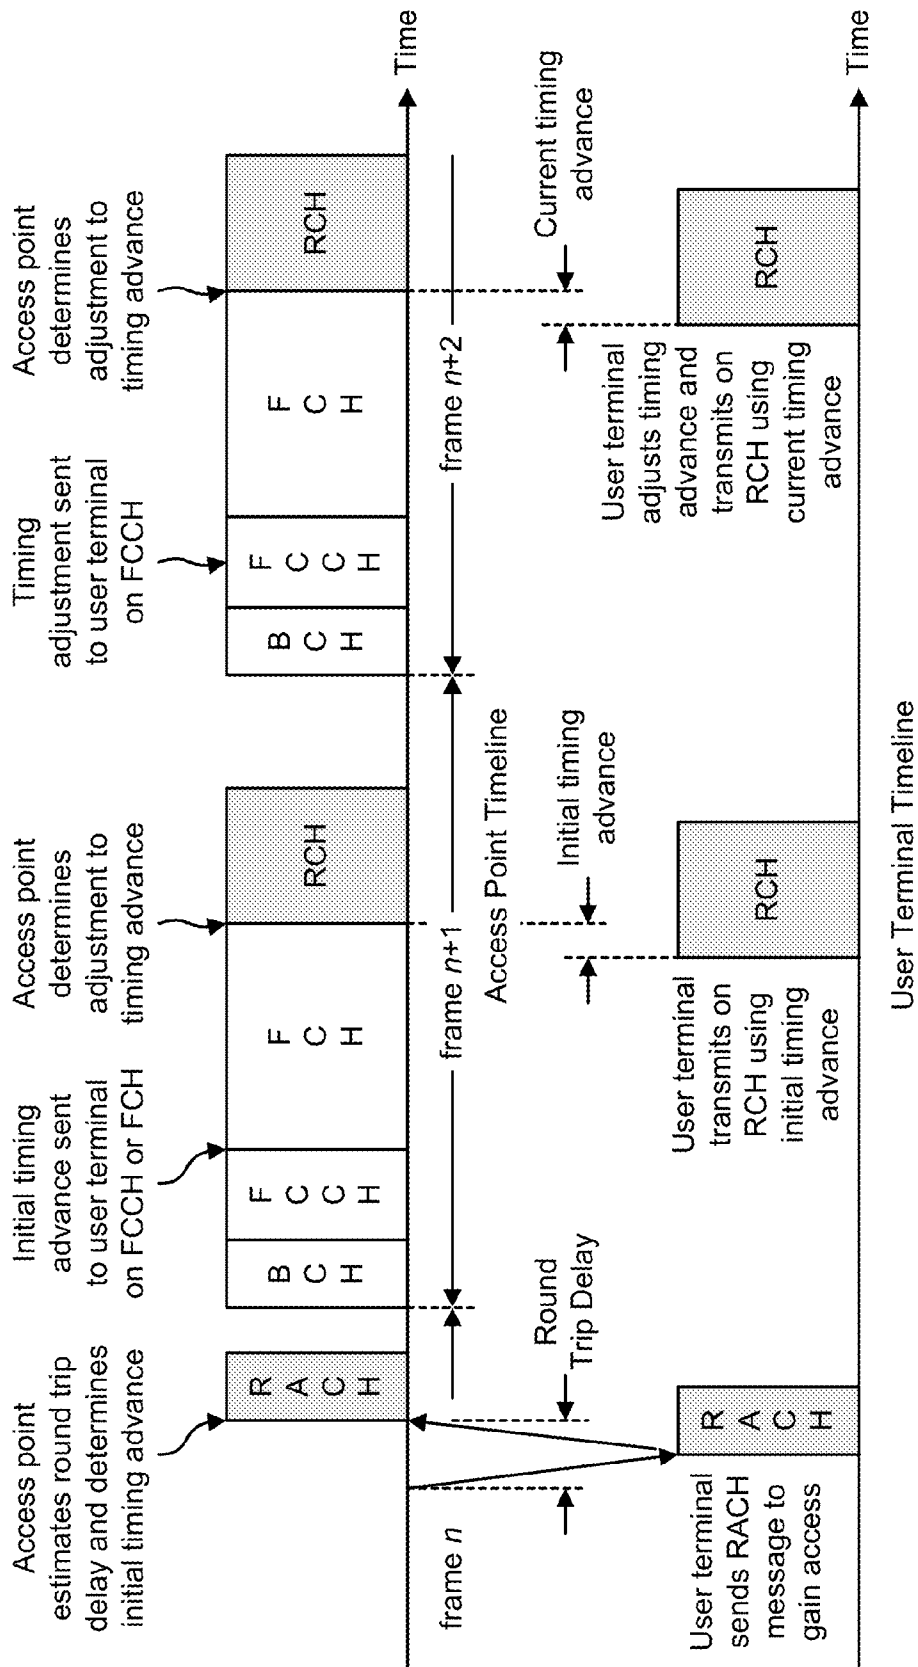 Access point
estimates round trip
delay and determines
initial timing advance
Initial timing
advance sent
to user terminal
on FCCH or FCH
Access point
determines
adjustment to
timing advance
Timing
adjustment sent
to user terminal
on FCCH
Access point
determines
adjustment to
timing advance
R
A
C
H
B
C
H
F
C
C
H
F
C
H
RCH
B
C
H
F
C
C
H
F
C
H
RCH
Time
frame n
frame n+1
frame n+2
Access Point Timeline
Round
Trip Delay
Initial timing
advance
Current timing
advance
User terminal
sends RACH
message to
gain access
R
A
C
H
User terminal
transmits on
RCH using
initial timing
advance
RCH
User terminal
adjusts timing
advance and
transmits on
RCH using
current timing
advance
RCH
Time
User Terminal Timeline